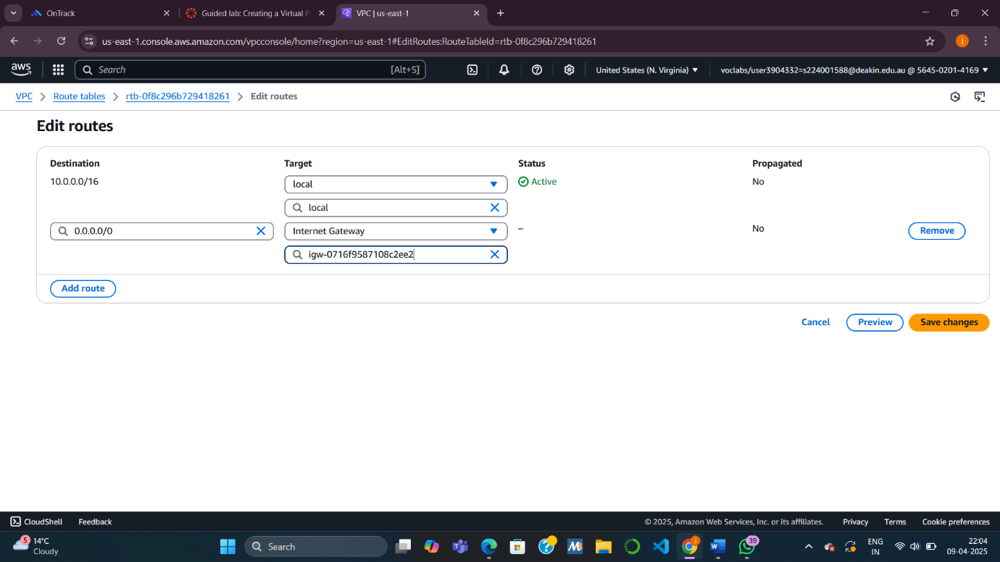 OnTrack
Guided lab: Creating a Virtual P
VPC | us-east-1
us-east-1.console.aws.amazon.com/vpcconsole/home?region=us-east-1#EditRoutes:RouteTableId=rtb-0f8c296b729418261
j
aws
Search [Alt+S]
United States (N. Virginia)
voclabs/user3904332=s224001588@deakin.edu.au @ 5645-0201-4169
VPC > Route tables > rtb-0f8c296b729418261 > Edit routes
Edit routes
Destination Target Status Propagated
10.0.0.0/16 local Active No
local
0.0.0.0/0 Internet Gateway – No Remove
igw-0716f9587108c2ee2
Add route
Cancel Preview Save changes
CloudShell Feedback © 2025, Amazon Web Services, Inc. or its affiliates. Privacy Terms Cookie preferences
5
14°C
Cloudy
Search
39
ENG
IN
22:04
09-04-2025